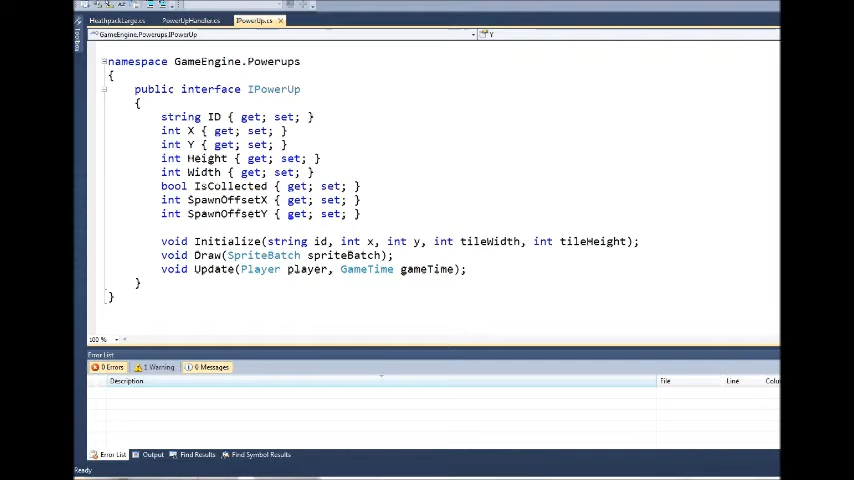 HeathpackLarge.cs PowerUpHandler.cs IPowerUp.cs
GameEngine.Powerups.IPowerUp Y
Toolbox
namespace GameEngine.Powerups
{
public interface IPowerUp
{
string ID { get; set; }
int X { get; set; }
int Y { get; set; }
int Height { get; set; }
int Width { get; set; }
bool IsCollected { get; set; }
int SpawnOffsetX { get; set; }
int SpawnOffsetY { get; set; }
void Initialize(string id, int x, int y, int tileWidth, int tileHeight);
void Draw(SpriteBatch spriteBatch);
void Update(Player player, GameTime gameTime);
}
}
100 %
Error List
0 Errors 1 Warning 0 Messages
Description File Line Colu
Error List Output Find Results Find Symbol Results
Ready